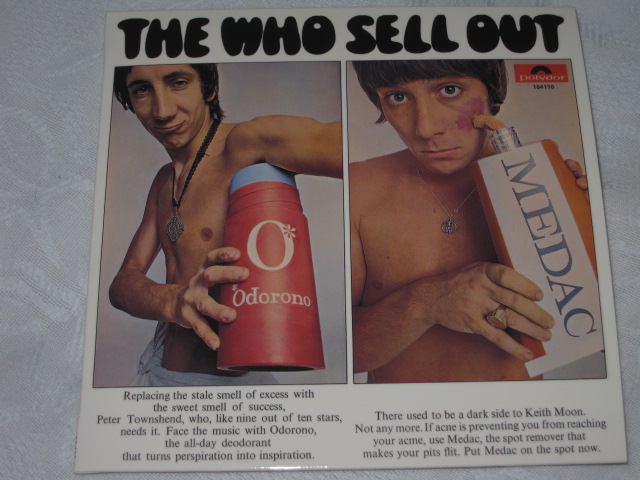 THE WHO SELL OUT
polydor
184118
O*
Odorono
MEDAC
Replacing the stale smell of excess with
the sweet smell of success,
Peter Townshend, who, like nine out of ten stars,
needs it. Face the music with Odorono,
the all-day deodorant
that turns perspiration into inspiration.
There used to be a dark side to Keith Moon.
Not any more. If acne is preventing you from reaching
your acme, use Medac, the spot remover that
makes your pits flit. Put Medac on the spot now.